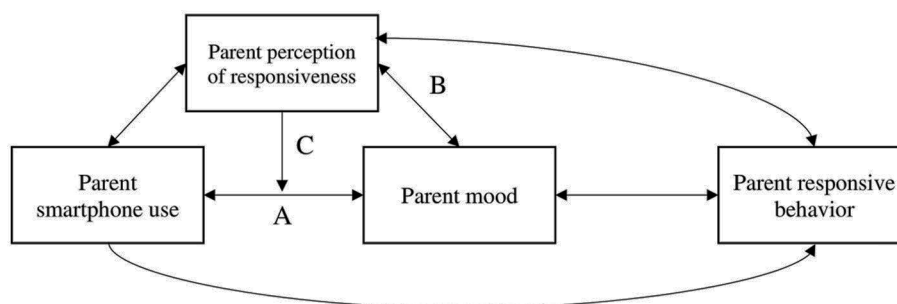 Parent perception
of responsiveness
B
C
Parent
smartphone use
A
Parent mood
Parent responsive
behavior